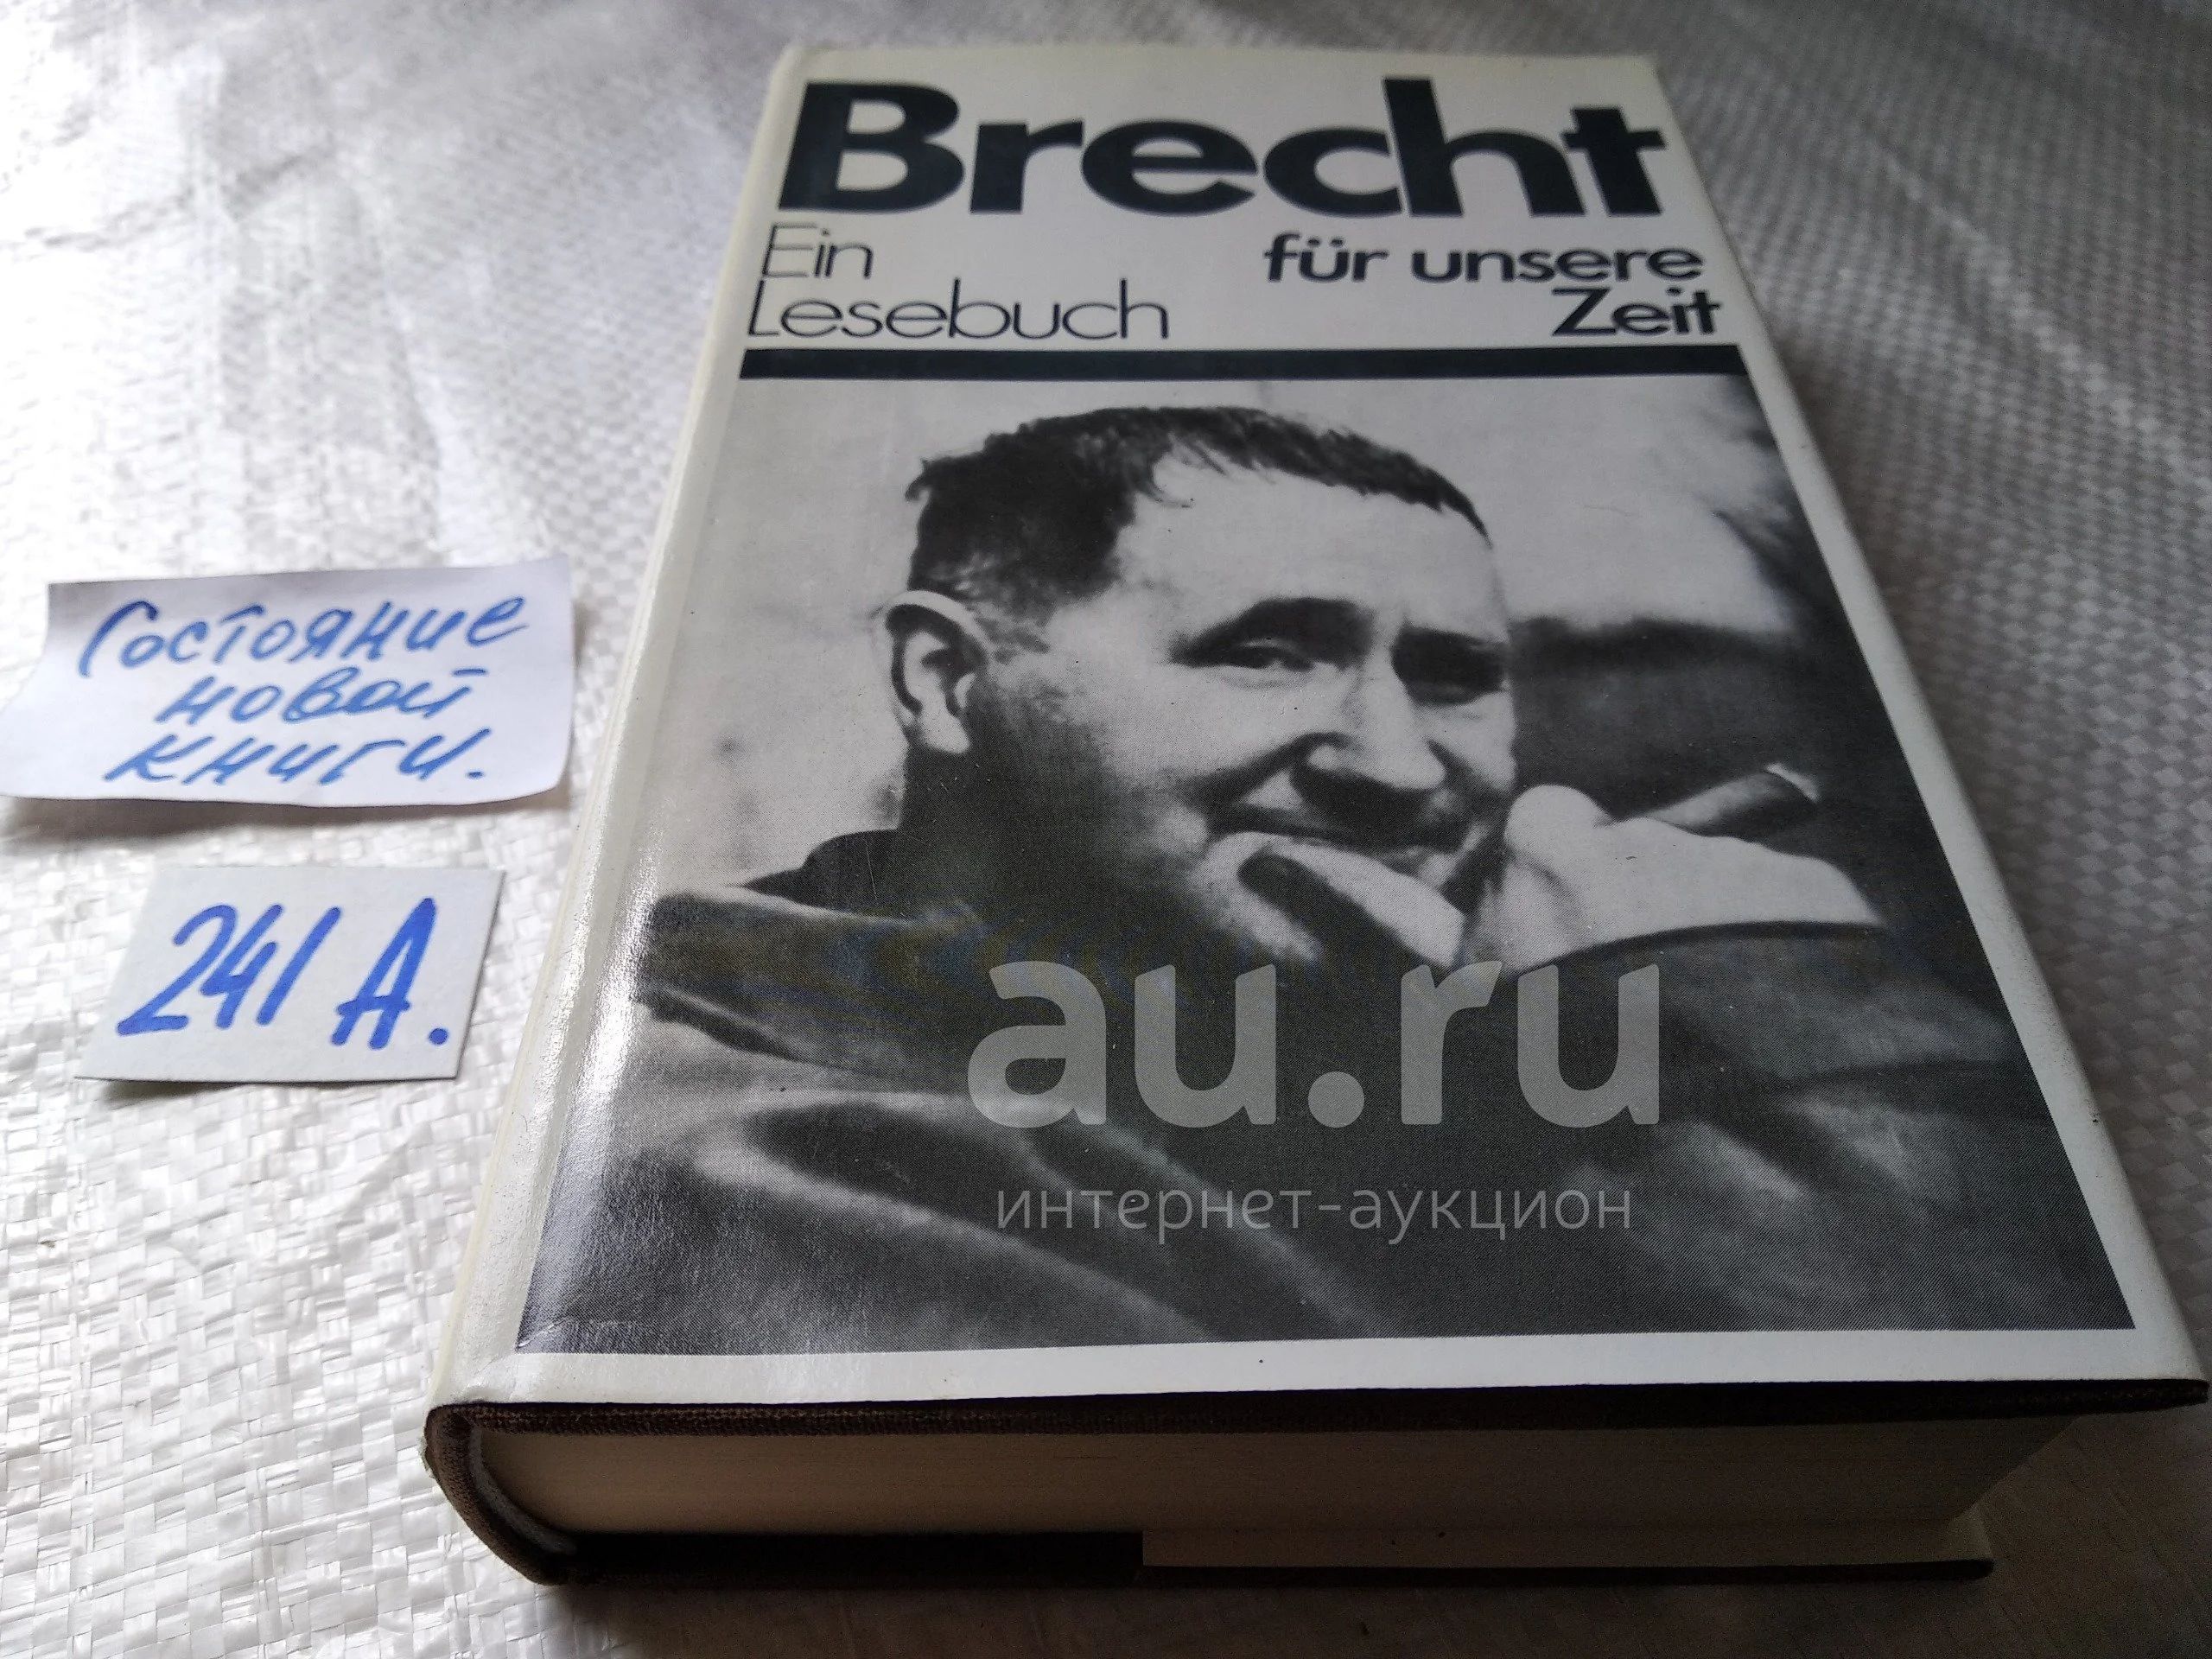 Brecht
Ein
Lesebuch
für unsere
Zeit
Состояние
новой
книги.
241 А.
au.ru
интернет-аукцион